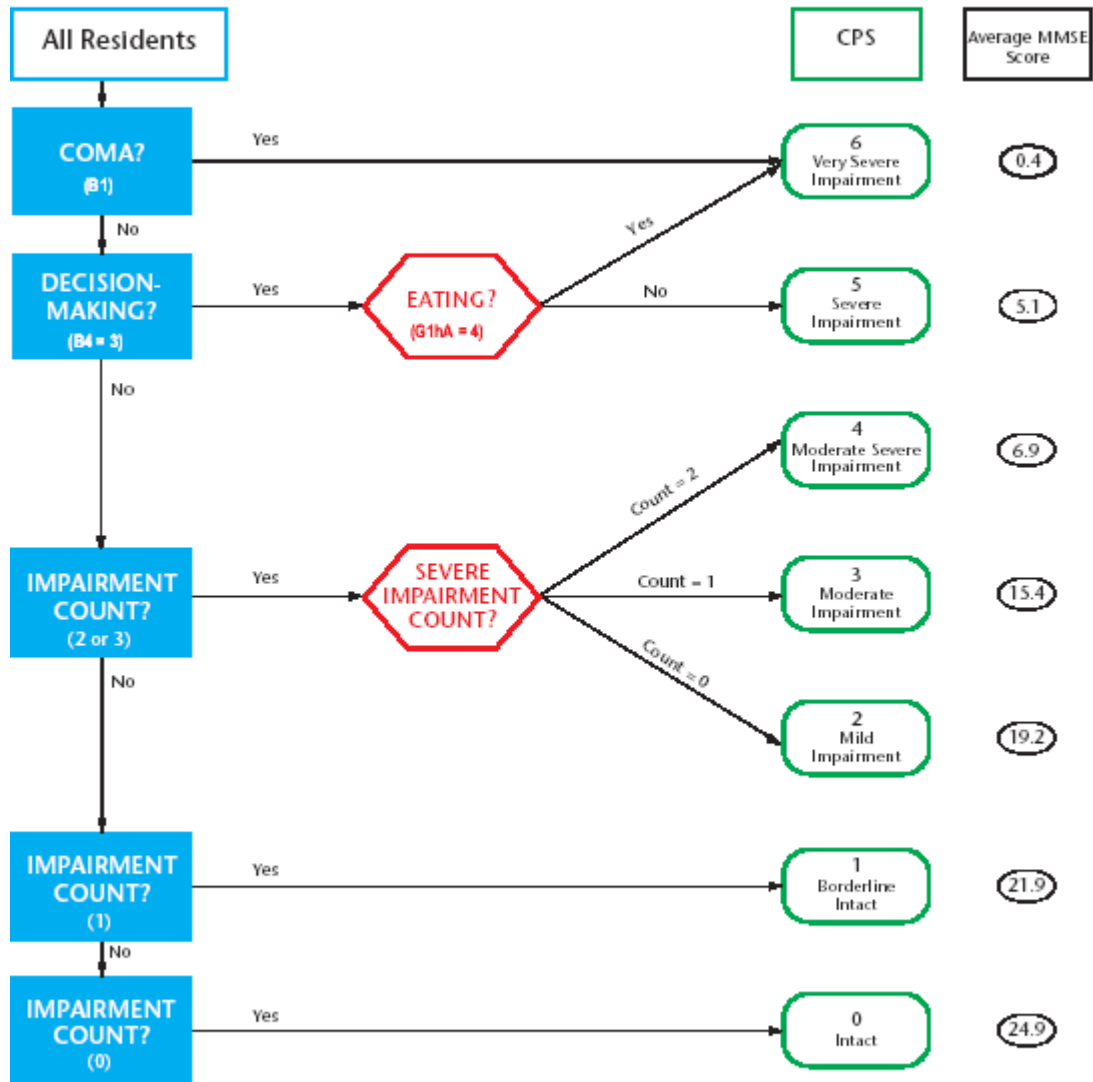 All Residents
CPS
Average MMSE
Score
COMA?
(B1)
Yes
6
Very Severe
Impairment
0.4
No
Yes
DECISION-
MAKING?
(B4 = 3)
Yes
EATING?
(G1hA = 4)
No
5
Severe
Impairment
5.1
No
Count = 2
4
Moderate Severe
Impairment
6.9
IMPAIRMENT
COUNT?
(2 or 3)
Yes
SEVERE
IMPAIRMENT
COUNT?
Count = 1
3
Moderate
Impairment
15.4
Count = 0
No
2
Mild
Impairment
19.2
IMPAIRMENT
COUNT?
(1)
Yes
1
Borderline
Intact
21.9
No
IMPAIRMENT
COUNT?
(0)
Yes
0
Intact
24.9